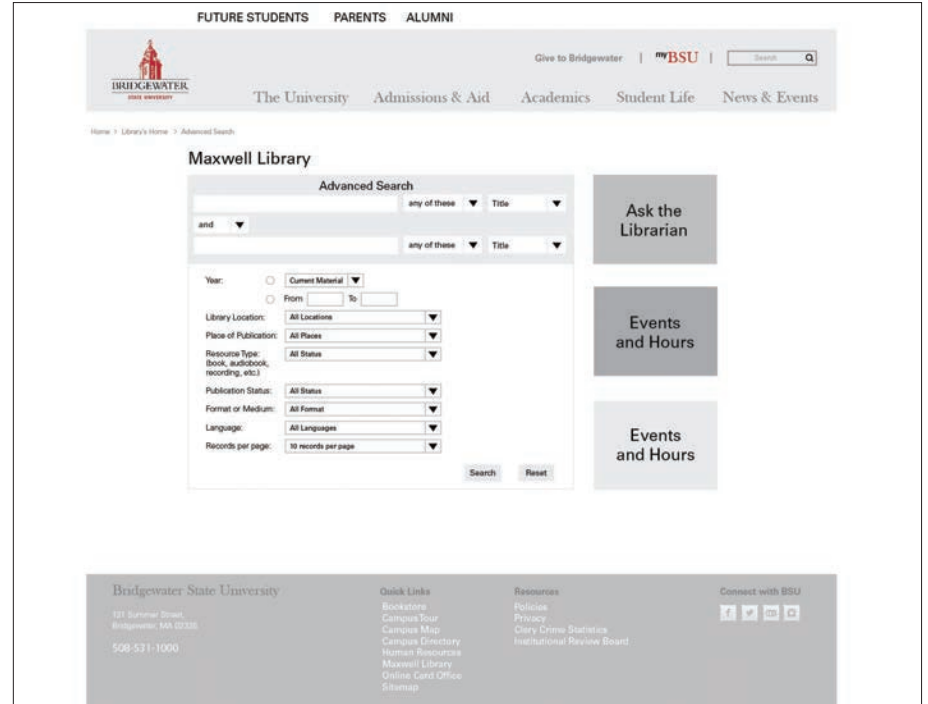 FUTURE STUDENTS PARENTS ALUMNI
Give to Bridgewater | myBSU | Search
BRIDGEWATER
STATE UNIVERSITY
The University Admissions & Aid Academics Student Life News & Events
Home > Library's Home > Advanced Search
Maxwell Library
Advanced Search
any of these Title
and
any of these Title
Year: Current Material
From To
Library Location: All Locations
Place of Publication: All Places
Resource Type: All Status
(book, audiobook,
recording, etc.)
Publication Status: All Status
Format or Medium: All Format
Language: All Languages
Records per page: 10 records per page
Search Reset
Ask the
Librarian
Events
and Hours
Events
and Hours
Bridgewater State University
131 Summer Street,
Bridgewater, MA 02325
508-531-1000
Quick Links
Bookstore
Campus Tour
Campus Map
Campus Directory
Human Resources
Maxwell Library
Online Card Office
Sitemap
Resources
Policies
Privacy
Clery Crime Statistics
Institutional Review Board
Connect with BSU